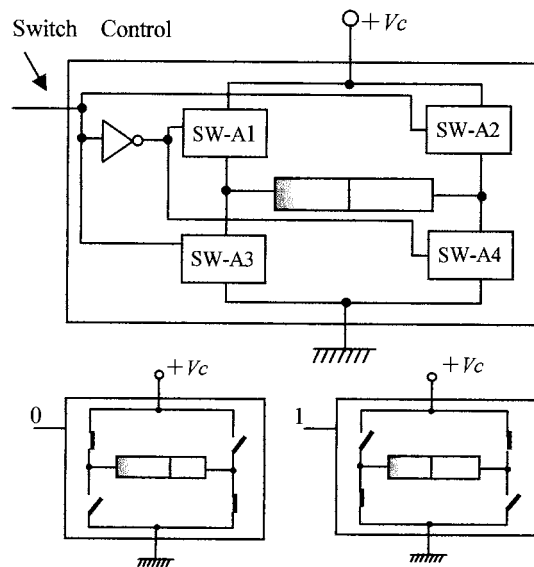 +Vc
Switch Control
SW-A1
SW-A2
SW-A3
SW-A4
+Vc
+Vc
0
1